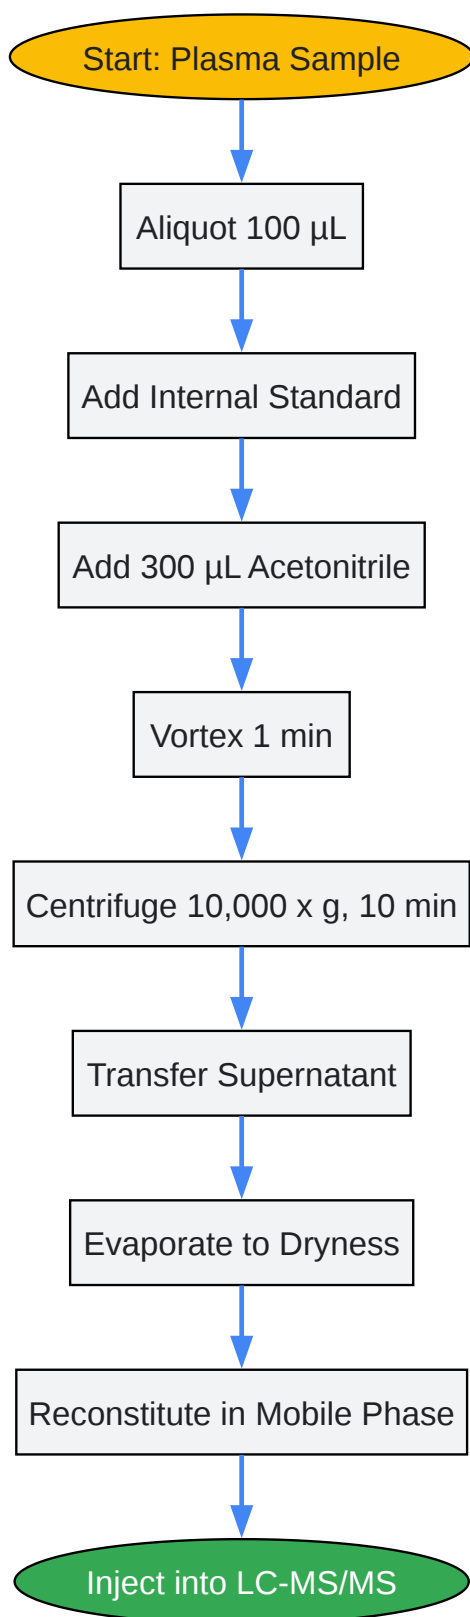 Start: Plasma Sample
Aliquot 100 µL
Add Internal Standard
Add 300 µL Acetonitrile
Vortex 1 min
Centrifuge 10,000 x g, 10 min
Transfer Supernatant
Evaporate to Dryness
Reconstitute in Mobile Phase
Inject into LC-MS/MS